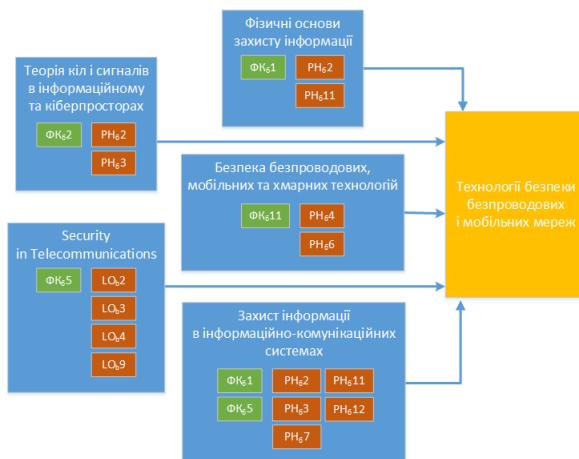 Фізичні основи
захисту інформації
ФК₆1 РН₆2
РН₆11
Теорія кіл і сигналів
в інформаційному
та кіберпросторах
ФК₆2 РН₆2
РН₆3
Безпека безпроводових,
мобільних та хмарних технологій
ФК₆11 РН₆4
РН₆6
Технології безпеки
безпроводових
і мобільних мереж
Security
in Telecommunications
ФК₆5 LO₆2
LO₆3
LO₆4
LO₆9
Захист інформації
в інформаційно-комунікаційних
системах
ФК₆1 РН₆2 РН₆11
ФК₆5 РН₆3 РН₆12
РН₆7